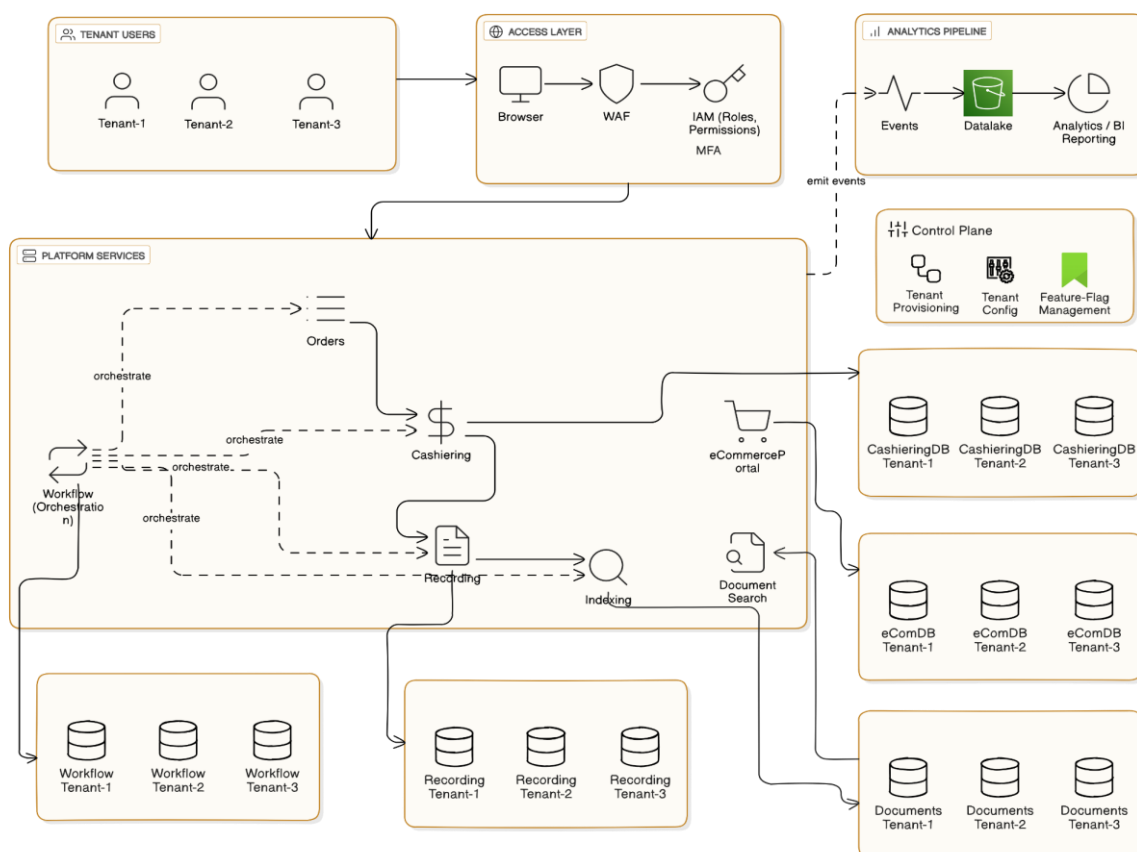 TENANT USERS
Tenant-1
Tenant-2
Tenant-3
ACCESS LAYER
Browser
WAF
IAM (Roles,
Permissions)
MFA
ANALYTICS PIPELINE
Events
Datalake
Analytics / BI
Reporting
emit events
Control Plane
Tenant
Provisioning
Tenant
Config
Feature-Flag
Management
PLATFORM SERVICES
Orders
orchestrate
orchestrate
orchestrate
orchestrate
Workflow
(Orchestratio
n)
Cashiering
eCommerceP
ortal
Recording
Indexing
Document
Search
CashieringDB
Tenant-1
CashieringDB
Tenant-2
CashieringDB
Tenant-3
eComDB
Tenant-1
eComDB
Tenant-2
eComDB
Tenant-3
Workflow
Tenant-1
Workflow
Tenant-2
Workflow
Tenant-3
Recording
Tenant-1
Recording
Tenant-2
Recording
Tenant-3
Documents
Tenant-1
Documents
Tenant-2
Documents
Tenant-3